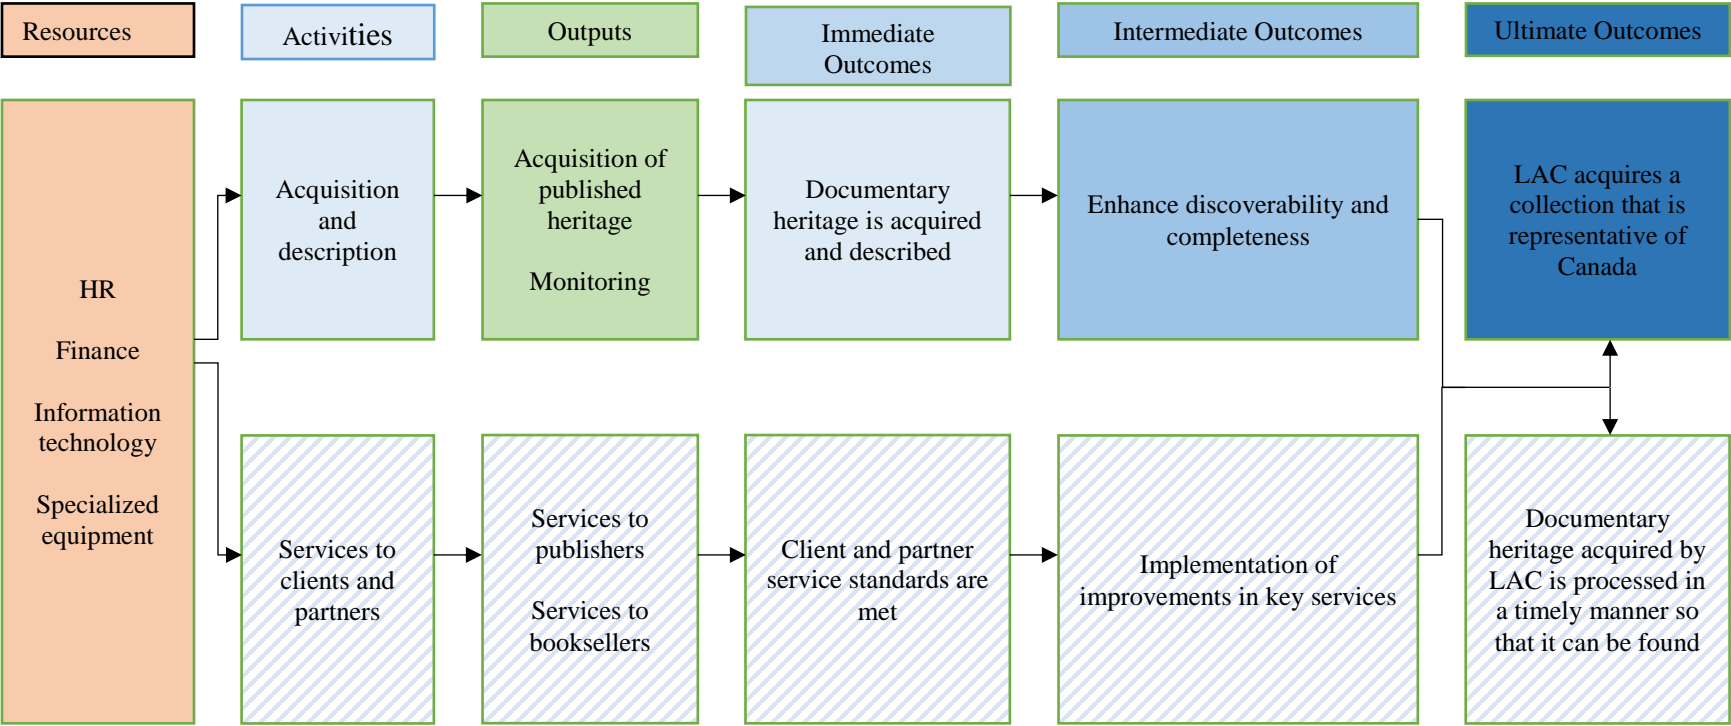 Resources
Activities
Outputs
Immediate
Outcomes
Intermediate Outcomes
Ultimate Outcomes
HR
Finance
Information
technology
Specialized
equipment
Acquisition
and
description
Acquisition of
published
heritage
Monitoring
Documentary
heritage is acquired
and described
Enhance discoverability and
completeness
LAC acquires a
collection that is
representative of
Canada
Services to
clients and
partners
Services to
publishers
Services to
booksellers
Client and partner
service standards are
met
Implementation of
improvements in key services
Documentary
heritage acquired by
LAC is processed in
a timely manner so
that it can be found